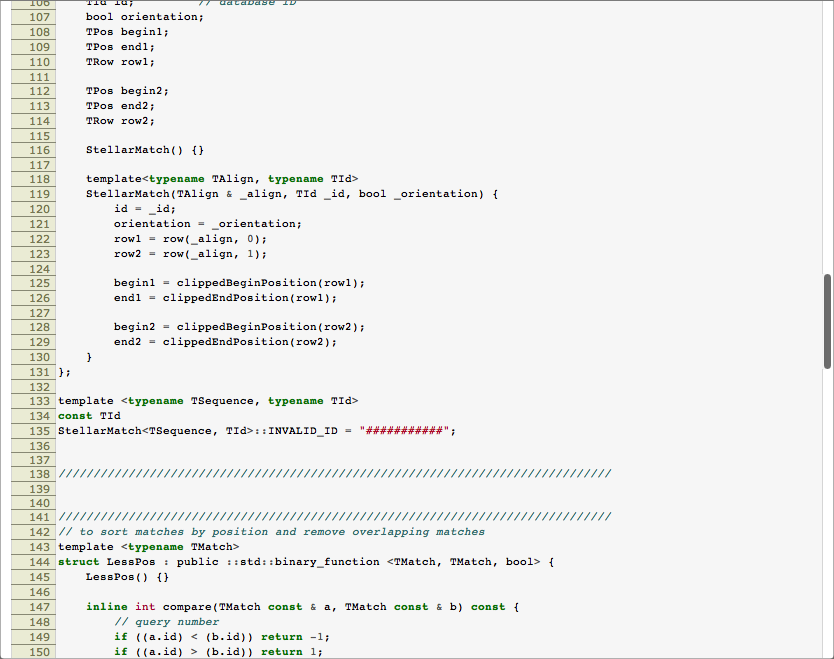 106     TId id;         // database ID
107     bool orientation;
108     TPos begin1;
109     TPos end1;
110     TRow row1;
111
112     TPos begin2;
113     TPos end2;
114     TRow row2;
115
116     StellarMatch() {}
117
118     template<typename TAlign, typename TId>
119     StellarMatch(TAlign & _align, TId _id, bool _orientation) {
120         id = _id;
121         orientation = _orientation;
122         row1 = row(_align, 0);
123         row2 = row(_align, 1);
124
125         begin1 = clippedBeginPosition(row1);
126         end1 = clippedEndPosition(row1);
127
128         begin2 = clippedBeginPosition(row2);
129         end2 = clippedEndPosition(row2);
130     }
131 };
132
133 template <typename TSequence, typename TId>
134 const TId
135 StellarMatch<TSequence, TId>::INVALID_ID = "###########";
136
137
138 ///////////////////////////////////////////////////////////////////////////////
139
140
141 ///////////////////////////////////////////////////////////////////////////////
142 // to sort matches by position and remove overlapping matches
143 template <typename TMatch>
144 struct LessPos : public ::std::binary_function <TMatch, TMatch, bool> {
145     LessPos() {}
146
147     inline int compare(TMatch const & a, TMatch const & b) const {
148         // query number
149         if ((a.id) < (b.id)) return -1;
150         if ((a.id) > (b.id)) return 1;